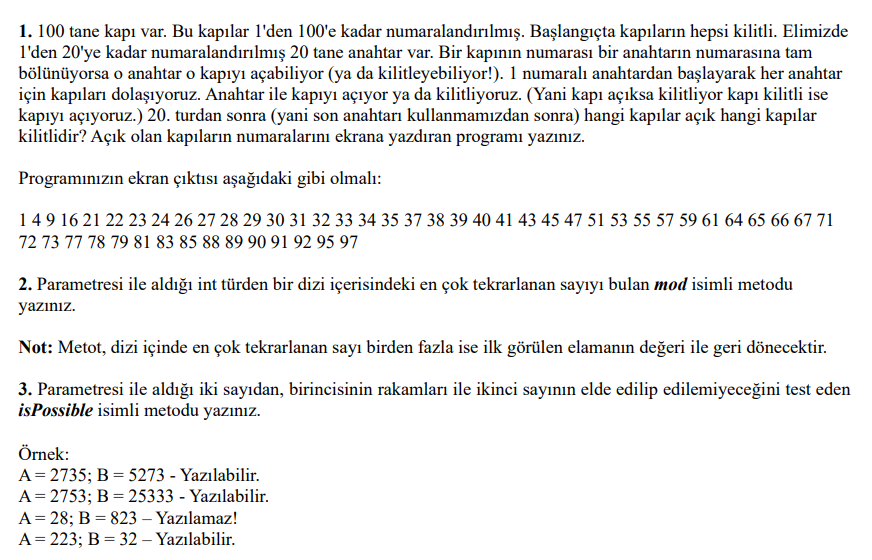 1. 100 tane kapı var. Bu kapılar 1'den 100'e kadar numaralandırılmış. Başlangıçta kapıların hepsi kilitli. Elimizde
1'den 20'ye kadar numaralandırılmış 20 tane anahtar var. Bir kapının numarası bir anahtarın numarasına tam
bölünüyorsa o anahtar o kapıyı açabiliyor (ya da kilitleyebiliyor!). 1 numaralı anahtardan başlayarak her anahtar
için kapıları dolaşıyoruz. Anahtar ile kapıyı açıyor ya da kilitliyoruz. (Yani kapı açıksa kilitliyor kapı kilitli ise
kapıyı açıyoruz.) 20. turdan sonra (yani son anahtarı kullanmamızdan sonra) hangi kapılar açık hangi kapılar
kilitlidir? Açık olan kapıların numaralarını ekrana yazdıran programı yazınız.
Programınızın ekran çıktısı aşağıdaki gibi olmalı:
1 4 9 16 21 22 23 24 26 27 28 29 30 31 32 33 34 35 37 38 39 40 41 43 45 47 51 53 55 57 59 61 64 65 66 67 71
72 73 77 78 79 81 83 85 88 89 90 91 92 95 97
2. Parametresi ile aldığı int türden bir dizi içerisindeki en çok tekrarlanan sayıyı bulan mod isimli metodu
yazınız.
Not: Metot, dizi içinde en çok tekrarlanan sayı birden fazla ise ilk görülen elamanın değeri ile geri dönecektir.
3. Parametresi ile aldığı iki sayıdan, birincisinin rakamları ile ikinci sayının elde edilip edilemiyeceğini test eden
isPossible isimli metodu yazınız.
Örnek:
A = 2735; B = 5273 - Yazılabilir.
A = 2753; B = 25333 - Yazılabilir.
A = 28; B = 823 – Yazılamaz!
A = 223; B = 32 – Yazılabilir.